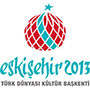 eskişehir 2013
TÜRK DÜNYASI KÜLTÜR BAŞKENTİ